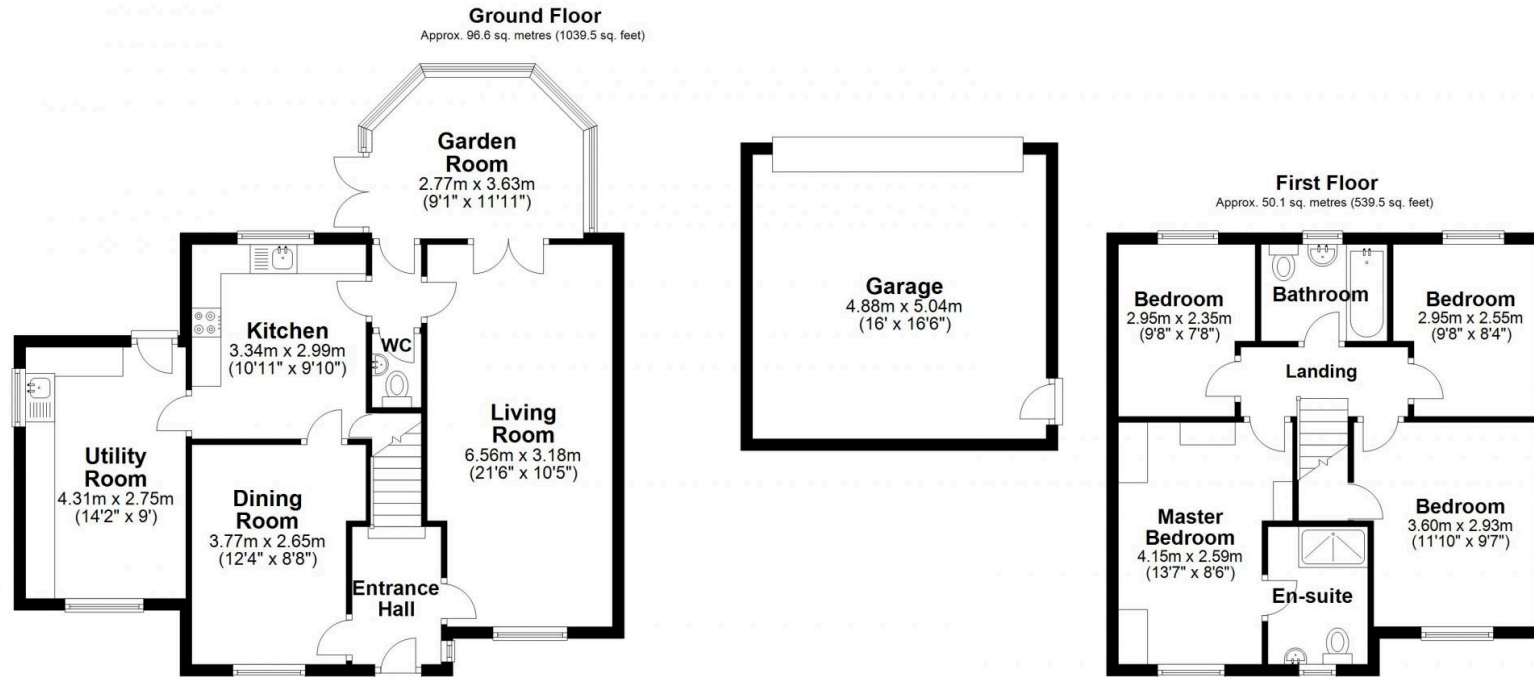 Ground Floor
Approx. 96.6 sq. metres (1039.5 sq. feet)
Garden
Room
2.77m x 3.63m
(9'1" x 11'11")
Kitchen
3.34m x 2.99m
(10'11" x 9'10")
WC
Living
Room
6.56m x 3.18m
(21'6" x 10'5")
Utility
Room
4.31m x 2.75m
(14'2" x 9')
Dining
Room
3.77m x 2.65m
(12'4" x 8'8")
Entrance
Hall
Garage
4.88m x 5.04m
(16' x 16'6")
First Floor
Approx. 50.1 sq. metres (539.5 sq. feet)
Bedroom
2.95m x 2.35m
(9'8" x 7'8")
Bathroom
Bedroom
2.95m x 2.55m
(9'8" x 8'4")
Landing
Master
Bedroom
4.15m x 2.59m
(13'7" x 8'6")
En-suite
Bedroom
3.60m x 2.93m
(11'10" x 9'7")